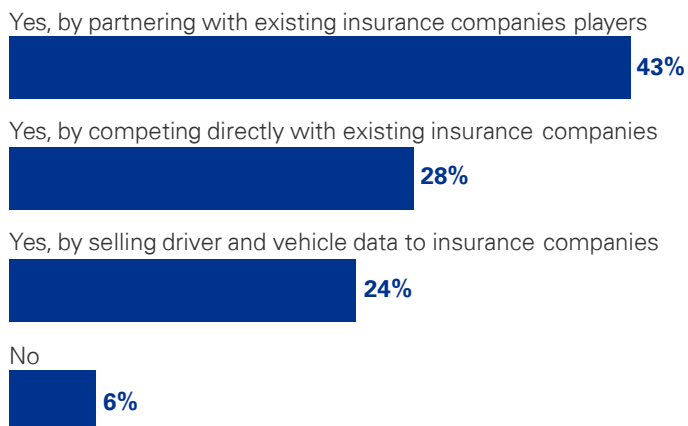 Yes, by partnering with existing insurance companies players
43%
Yes, by competing directly with existing insurance companies
28%
Yes, by selling driver and vehicle data to insurance companies
24%
No
6%